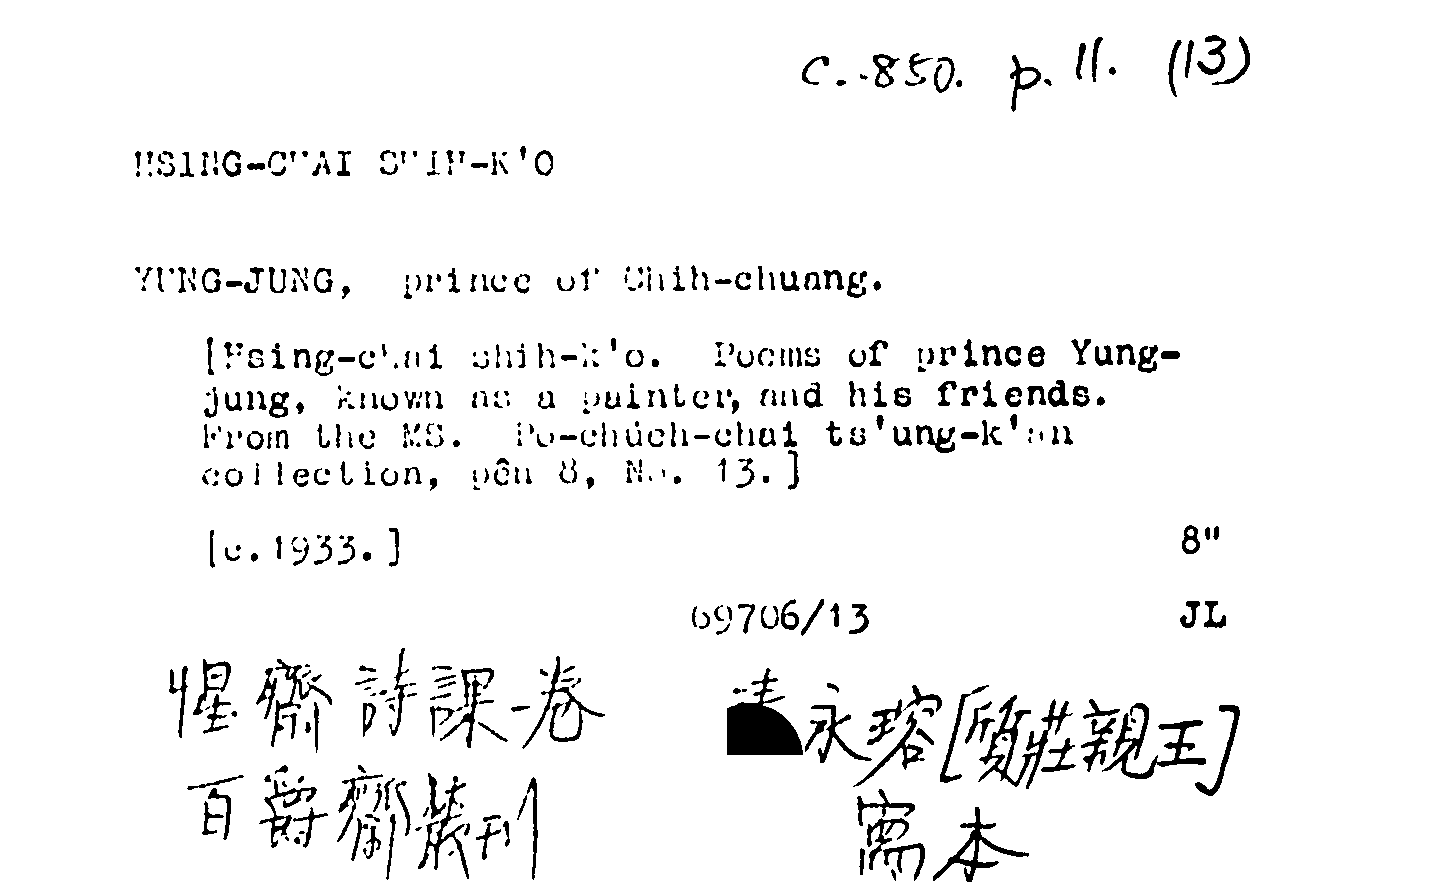 C. 850. p. 11. (13)
HSING-CHAI SHIH-K'O
YUNG-JUNG, prince of Chih-chuang.
[Hsing-chai shih-k'o. Poems of prince Yung-
jung, known as a painter, and his friends.
From the MS. Po-chüeh-chai ts'ung-k'an
collection, pên 8, No. 13.]
[c.1933.] 8"
69706/13 JL
惺齋詩課一卷 清永瑢[質莊親王]
百爵齋叢刊 寫本